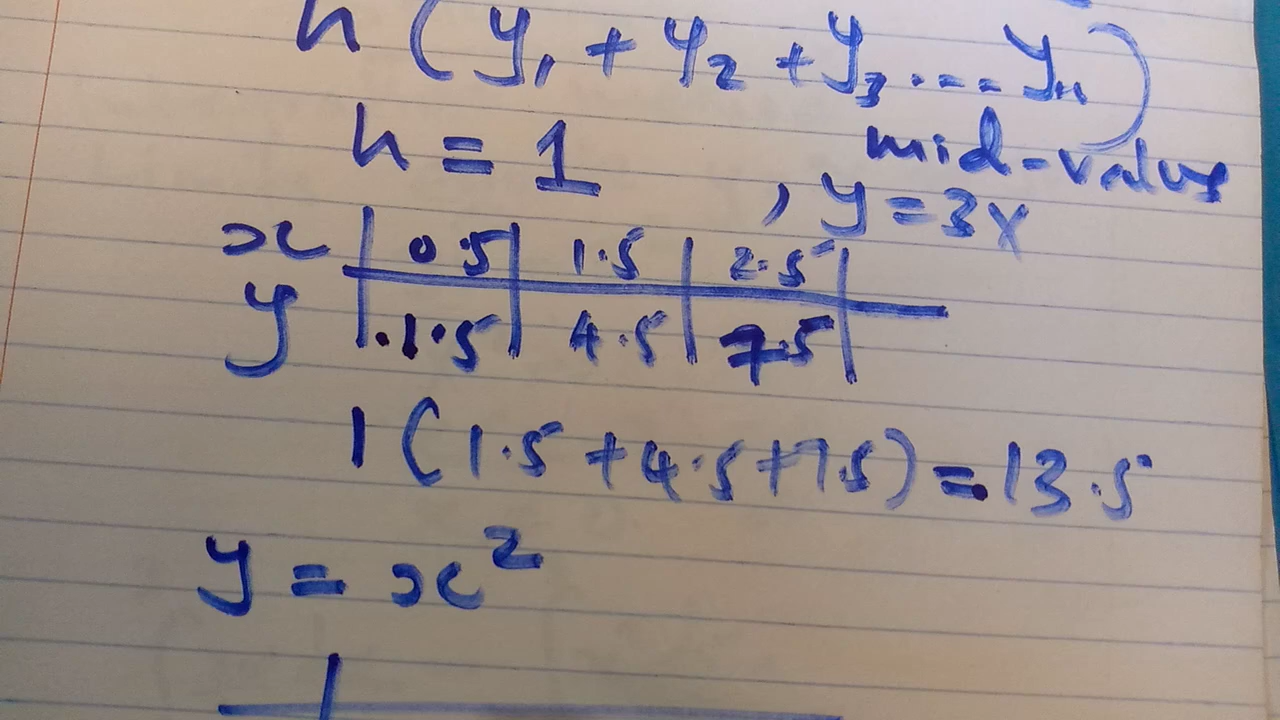 h (y₁ + y₂ + y₃ .... yₙ)
h = 1
mid-values
, y = 3x
x | 0.5 | 1.5 | 2.5 |
y | .1.5 | 4.5 | 7.5 |
1 (1.5 + 4.5 + 7.5) = 13.5
y = x²